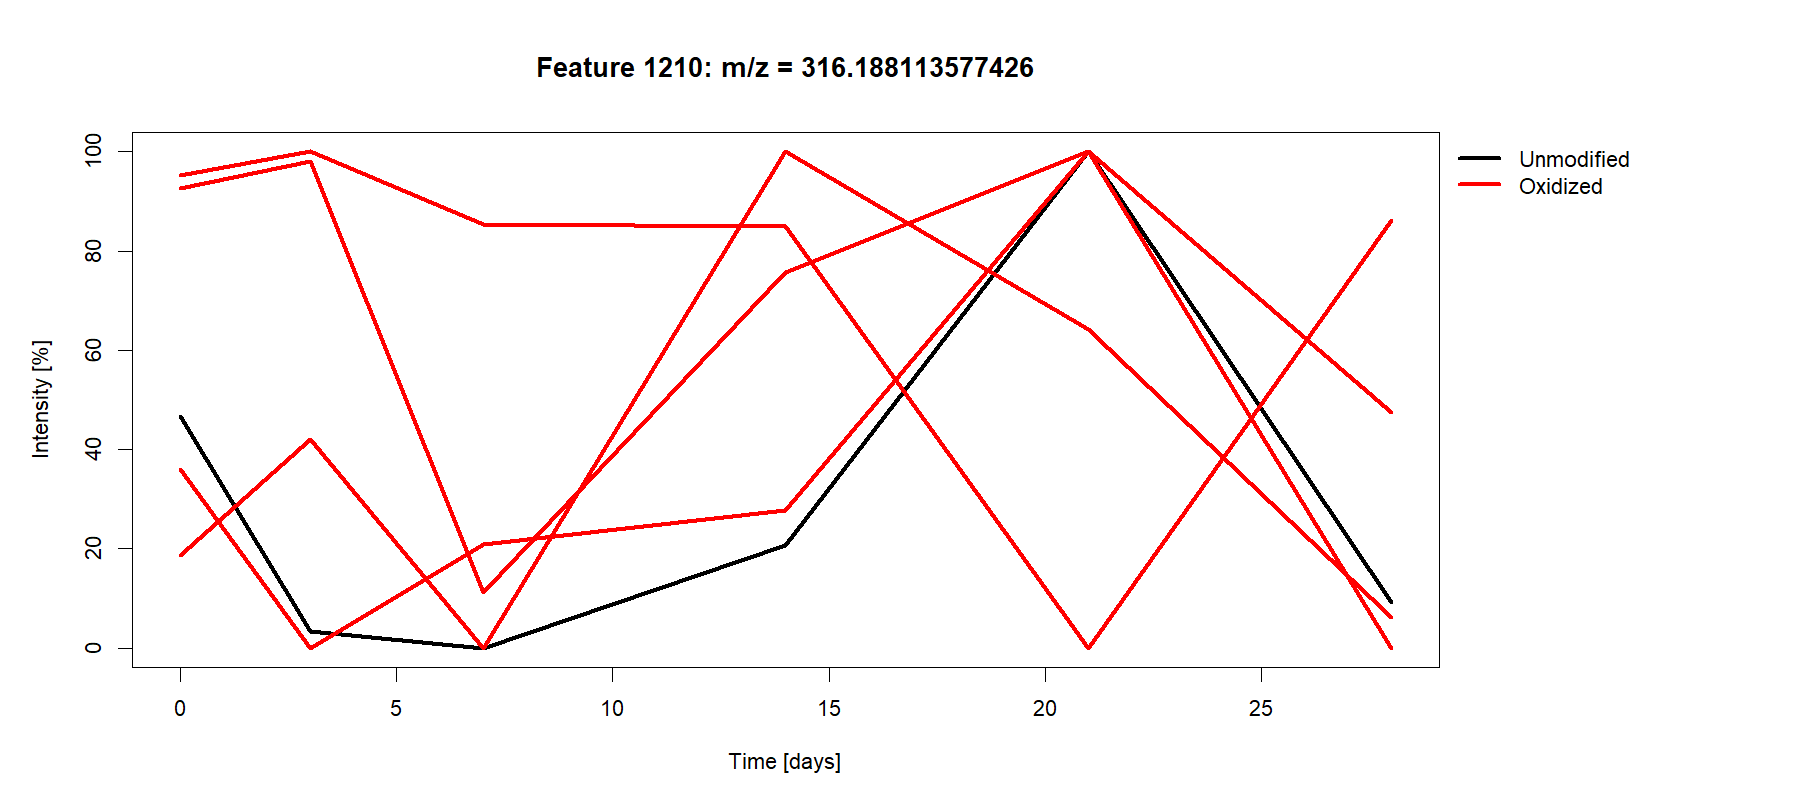 Feature 1210: m/z = 316.188113577426
Unmodified
Oxidized
Intensity [%]
100
80
60
40
20
0
0 5 10 15 20 25
Time [days]